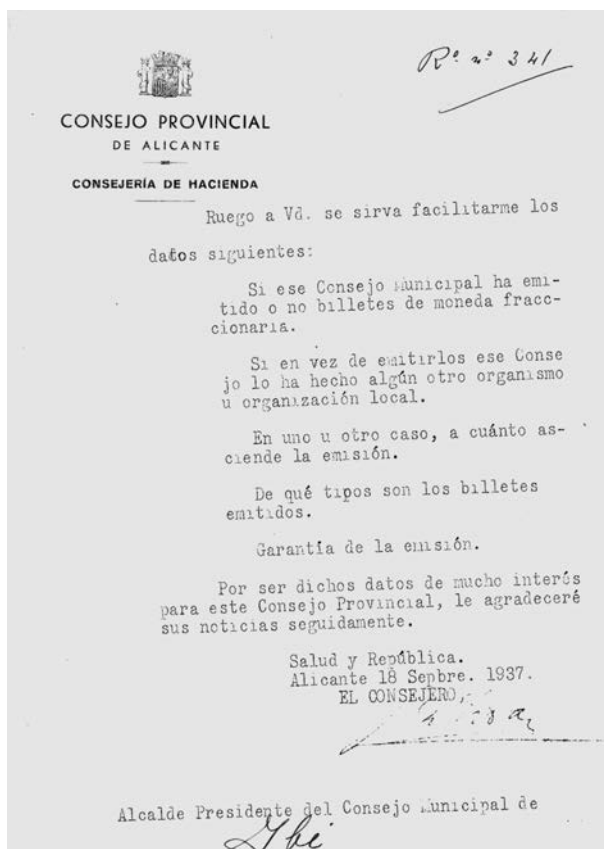 Rº nº 341
CONSEJO PROVINCIAL
DE ALICANTE
CONSEJERÍA DE HACIENDA
Ruego a Vd. se sirva facilitarme los
datos siguientes:
Si ese Consejo Municipal ha emi-
tido o no billetes de moneda fracc-
cionaria.
Si en vez de emitirlos ese Conse
jo lo ha hecho algún otro organismo
u organización local.
En uno u otro caso, a cuánto as-
ciende la emisión.
De qué tipos son los billetes
emitidos.
Garantía de la emisión.
Por ser dichos datos de mucho interés
para este Consejo Provincial, le agradeceré
sus noticias seguidamente.
Salud y República.
Alicante 18 Sepbre. 1937.
EL CONSEJERO,
Alcalde Presidente del Consejo Municipal de
Ibi